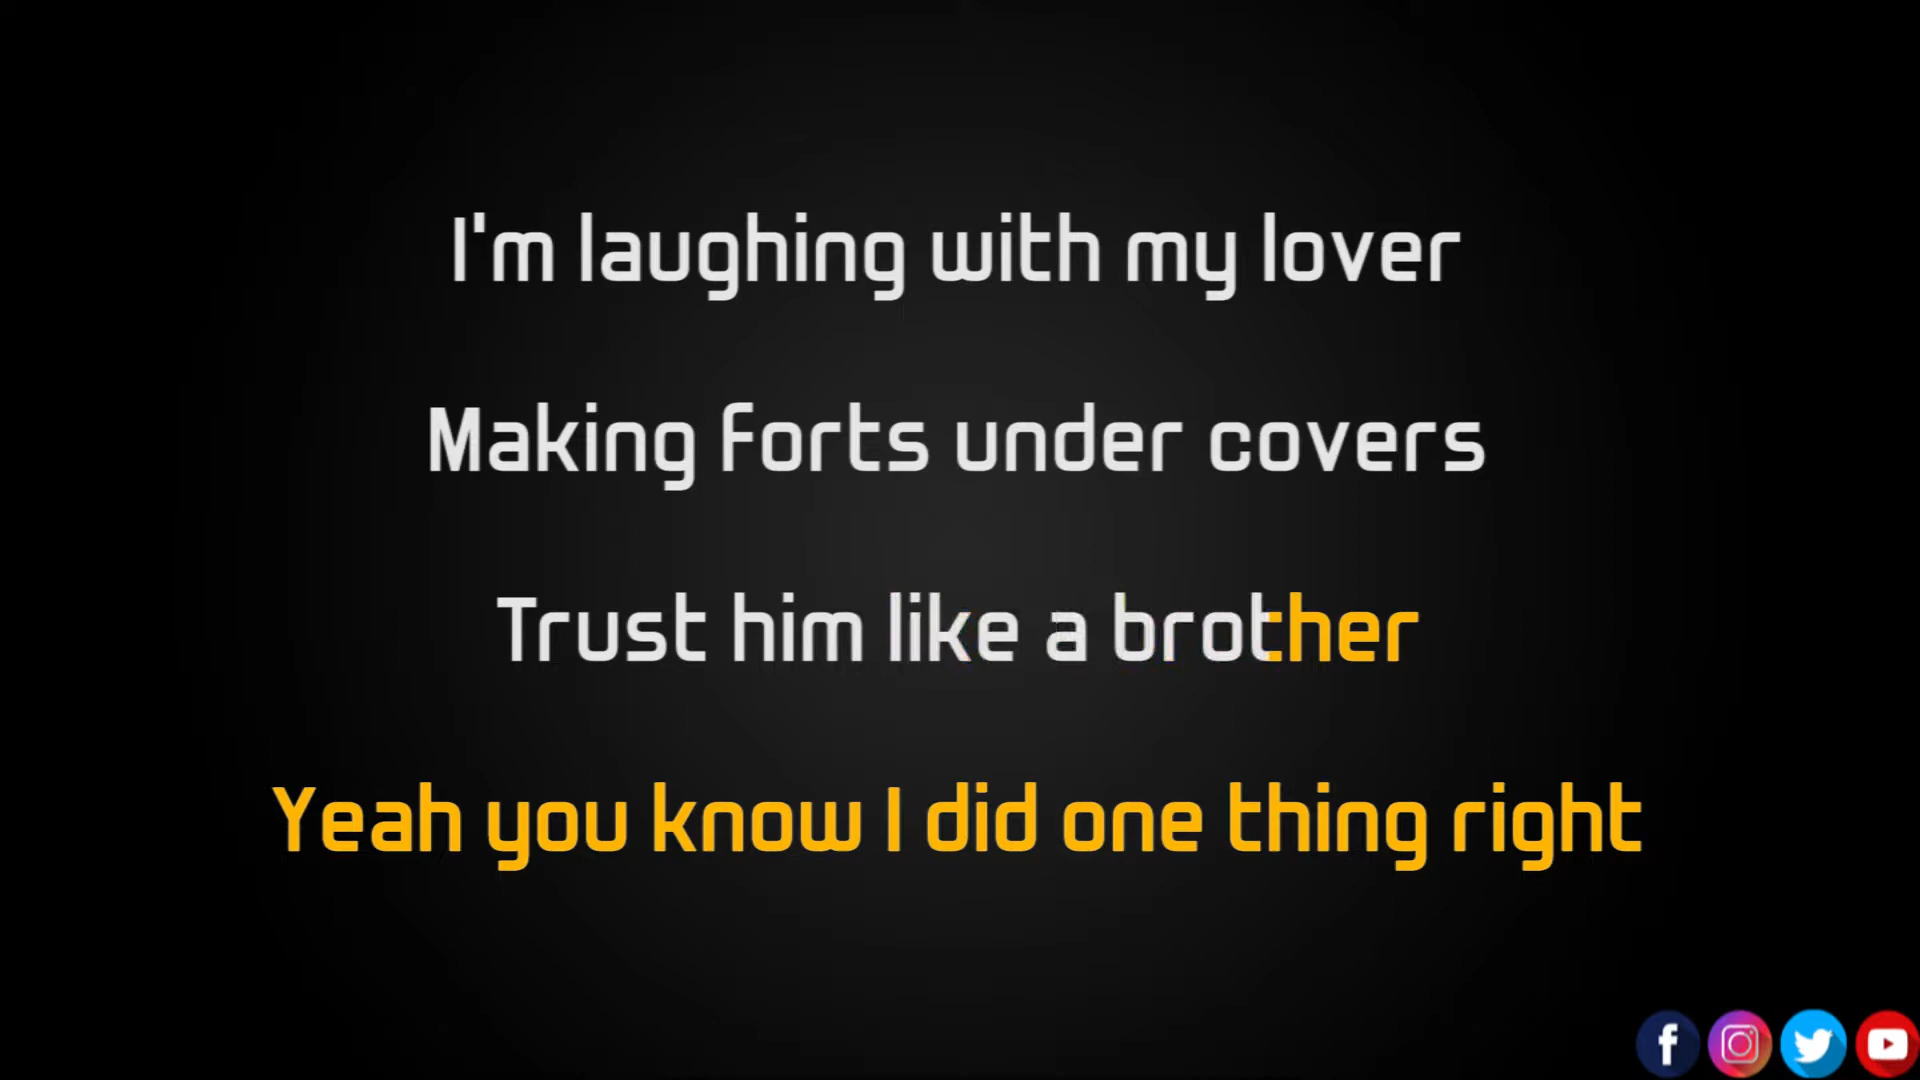 I'm laughing with my lover
Making forts under covers
Trust him like a brother
Yeah you know I did one thing right